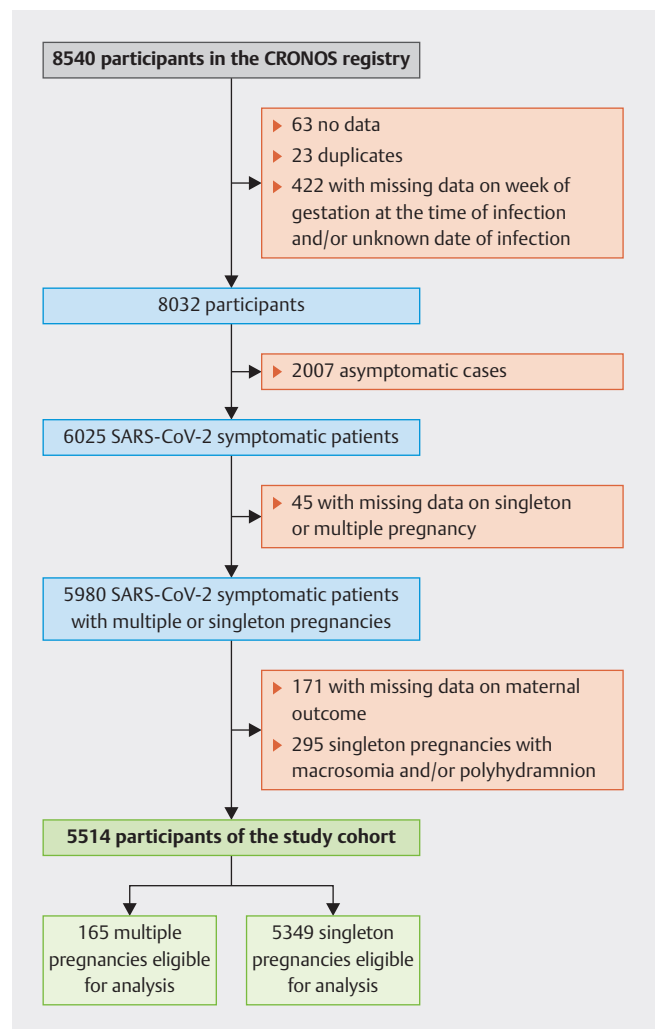 8540 participants in the CRONOS registry
▶ 63 no data
▶ 23 duplicates
▶ 422 with missing data on week of
gestation at the time of infection
and/or unknown date of infection
8032 participants
▶ 2007 asymptomatic cases
6025 SARS-CoV-2 symptomatic patients
▶ 45 with missing data on singleton
or multiple pregnancy
5980 SARS-CoV-2 symptomatic patients
with multiple or singleton pregnancies
▶ 171 with missing data on maternal
outcome
▶ 295 singleton pregnancies with
macrosomia and/or polyhydramnion
5514 participants of the study cohort
165 multiple
pregnancies eligible
for analysis
5349 singleton
pregnancies eligible
for analysis